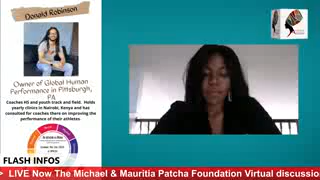 Donald Robinson
Owner of Global Human
Performance in Pittsburgh,
PA
Coaches HS and youth track and field. Holds
yearly clinics in Nairobi, Kenya and has
consulted for coaches there on improving the
performance of their athletes
FLASH INFOS
LIVE Now The Michael & Mauritia Patcha Foundation Virtual discussio